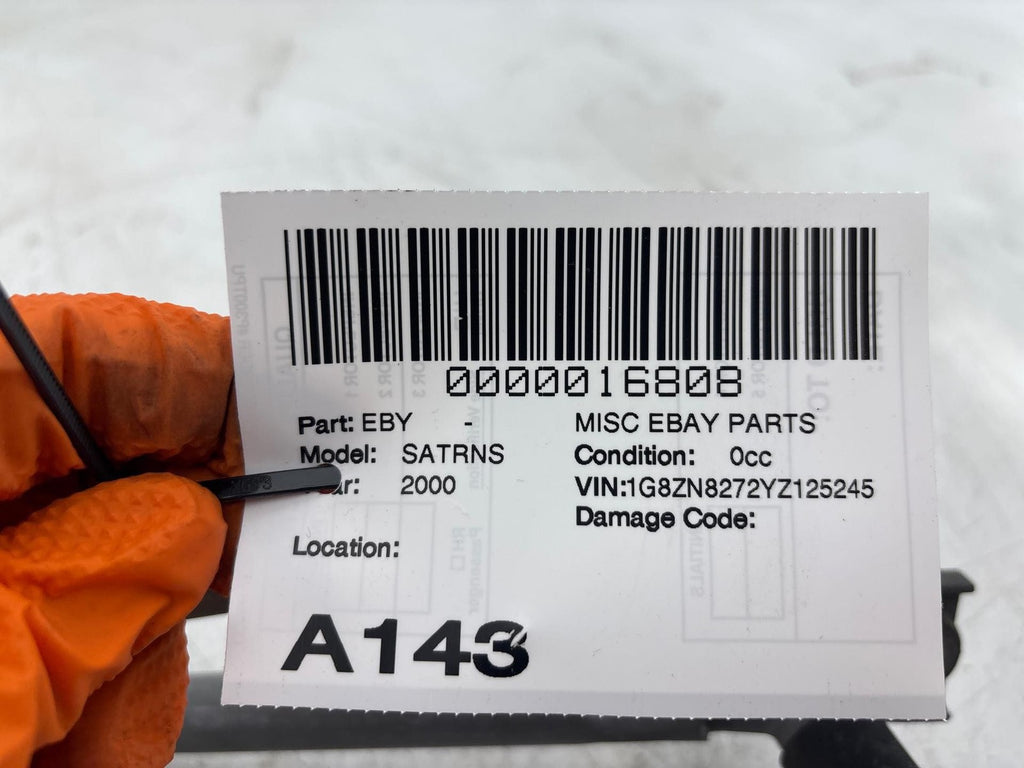 0000016808
Part: EBY - MISC EBAY PARTS
Model: SATRNS Condition: 0cc
ar: 2000 VIN:1G8ZN8272YZ125245
Damage Code:
Location:
A143